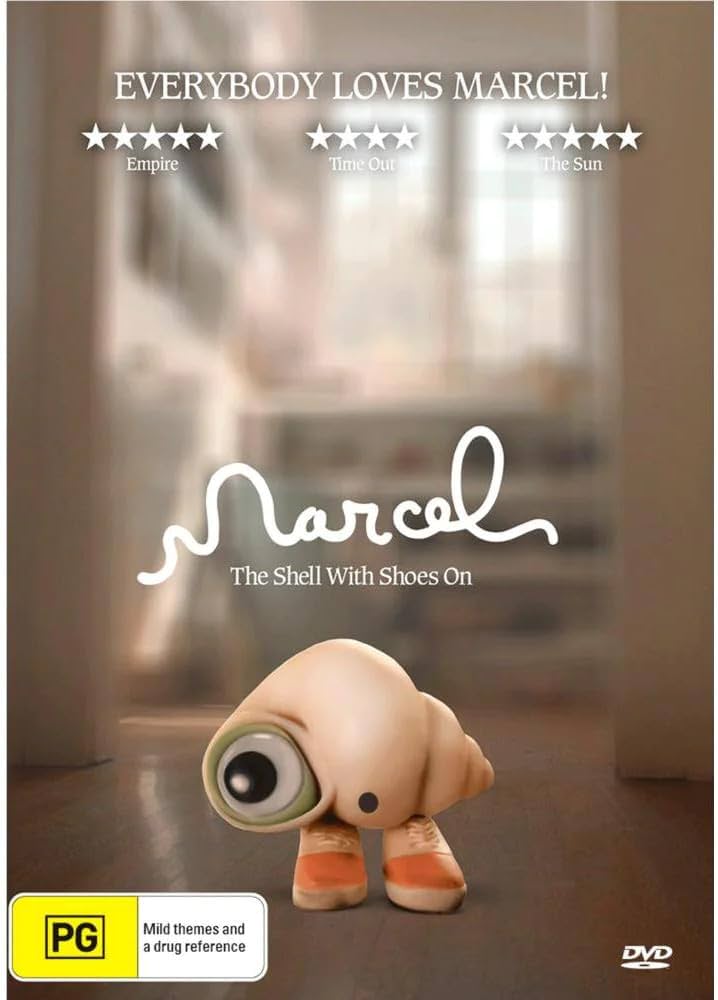 EVERYBODY LOVES MARCEL!
★★★★★ ★★★★ ★★★★★
Empire Time Out The Sun
Marcel
The Shell With Shoes On
PG
Mild themes and
a drug reference
DVD